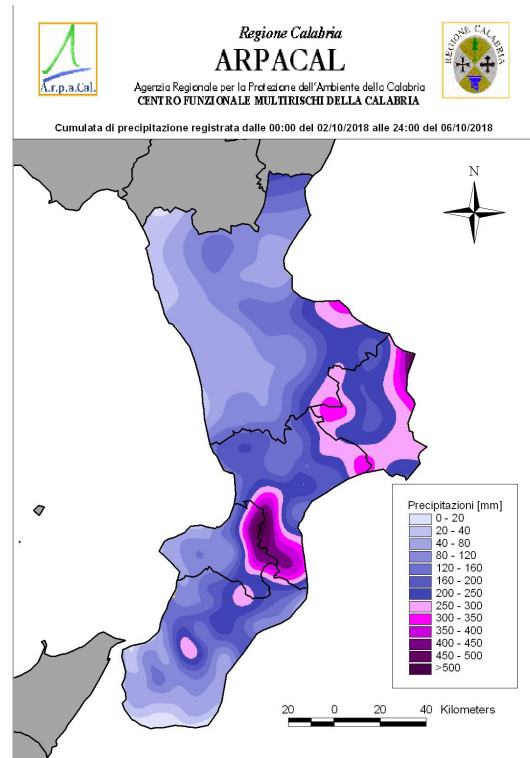 Regione Calabria
ARPACAL
Agenzia Regionale per la Protezione dell'Ambiente della Calabria
CENTRO FUNZIONALE MULTIRISCHI DELLA CALABRIA
A.r.p.a.Cal.
REGIONE CALABRIA
Cumulata di precipitazione registrata dalle 00:00 del 02/10/2018 alle 24:00 del 06/10/2018
N
Precipitazioni [mm]
0 - 20
20 - 40
40 - 80
80 - 120
120 - 160
160 - 200
200 - 250
250 - 300
300 - 350
350 - 400
400 - 450
450 - 500
>500
20 0 20 40 Kilometers